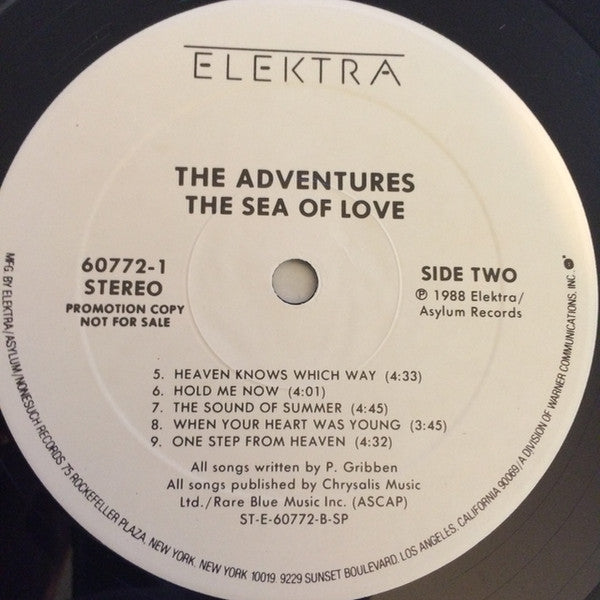 ELEKTRA
THE ADVENTURES
THE SEA OF LOVE
60772-1
STEREO
PROMOTION COPY
NOT FOR SALE
SIDE TWO
℗ 1988 Elektra/
Asylum Records
5. HEAVEN KNOWS WHICH WAY (4:33)
6. HOLD ME NOW (4:01)
7. THE SOUND OF SUMMER (4:45)
8. WHEN YOUR HEART WAS YOUNG (3:45)
9. ONE STEP FROM HEAVEN (4:32)
All songs written by P. Gribben
All songs published by Chrysalis Music
Ltd./Rare Blue Music Inc. (ASCAP)
ST-E-60772-B-SP
MFG. BY ELEKTRA/ASYLUM/NONESUCH RECORDS 75 ROCKEFELLER PLAZA, NEW YORK, NEW YORK 10019. 9229 SUNSET BOULEVARD, LOS ANGELES, CALIFORNIA 90069/A DIVISION OF WARNER COMMUNICATIONS, INC.